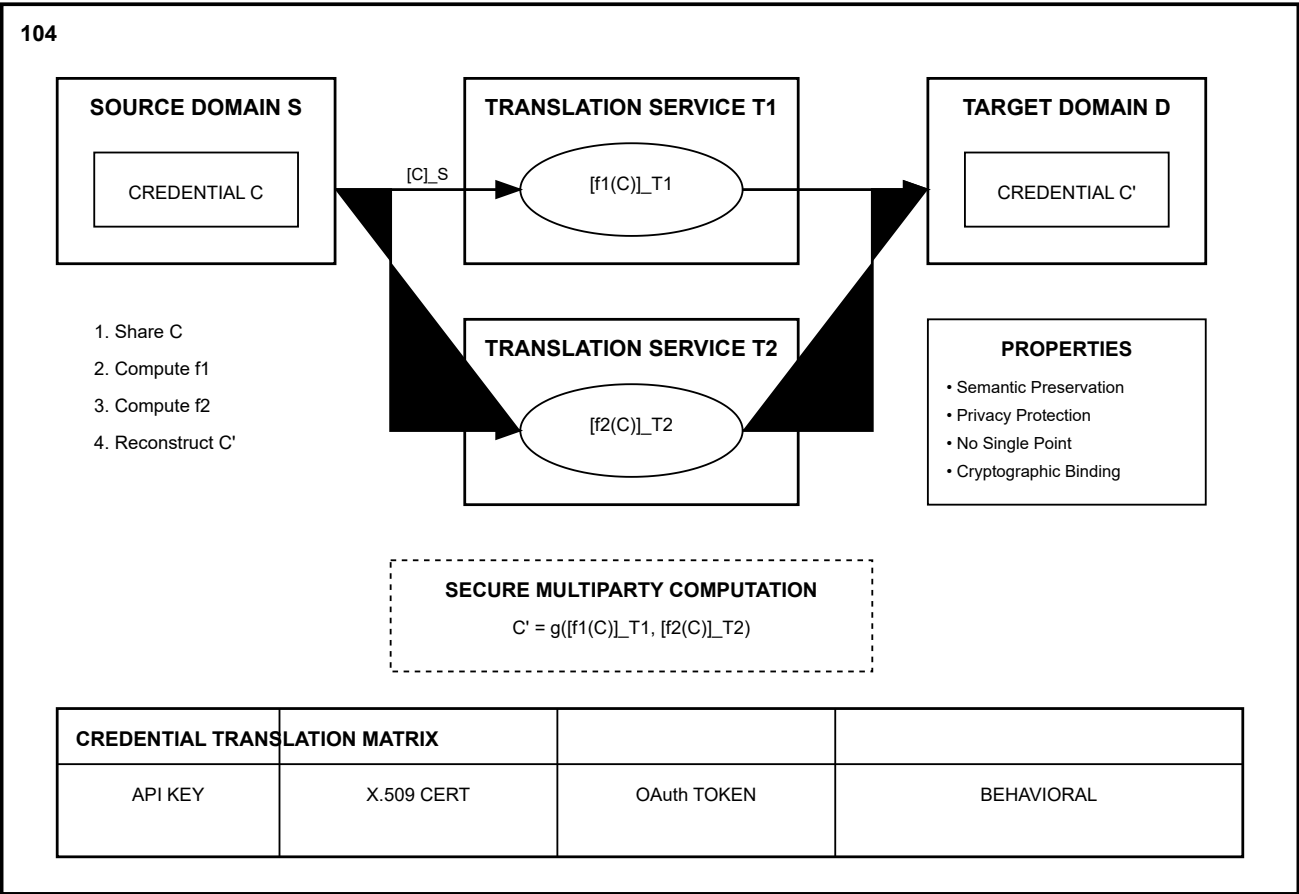 104
SOURCE DOMAIN S
CREDENTIAL C
[C]_S
TRANSLATION SERVICE T1
[f1(C)]_T1
TARGET DOMAIN D
CREDENTIAL C'
1. Share C
2. Compute f1
3. Compute f2
4. Reconstruct C'
TRANSLATION SERVICE T2
[f2(C)]_T2
PROPERTIES
• Semantic Preservation
• Privacy Protection
• No Single Point
• Cryptographic Binding
SECURE MULTIPARTY COMPUTATION
C' = g([f1(C)]_T1, [f2(C)]_T2)
CREDENTIAL TRANSLATION MATRIX
API KEY
X.509 CERT
OAuth TOKEN
BEHAVIORAL